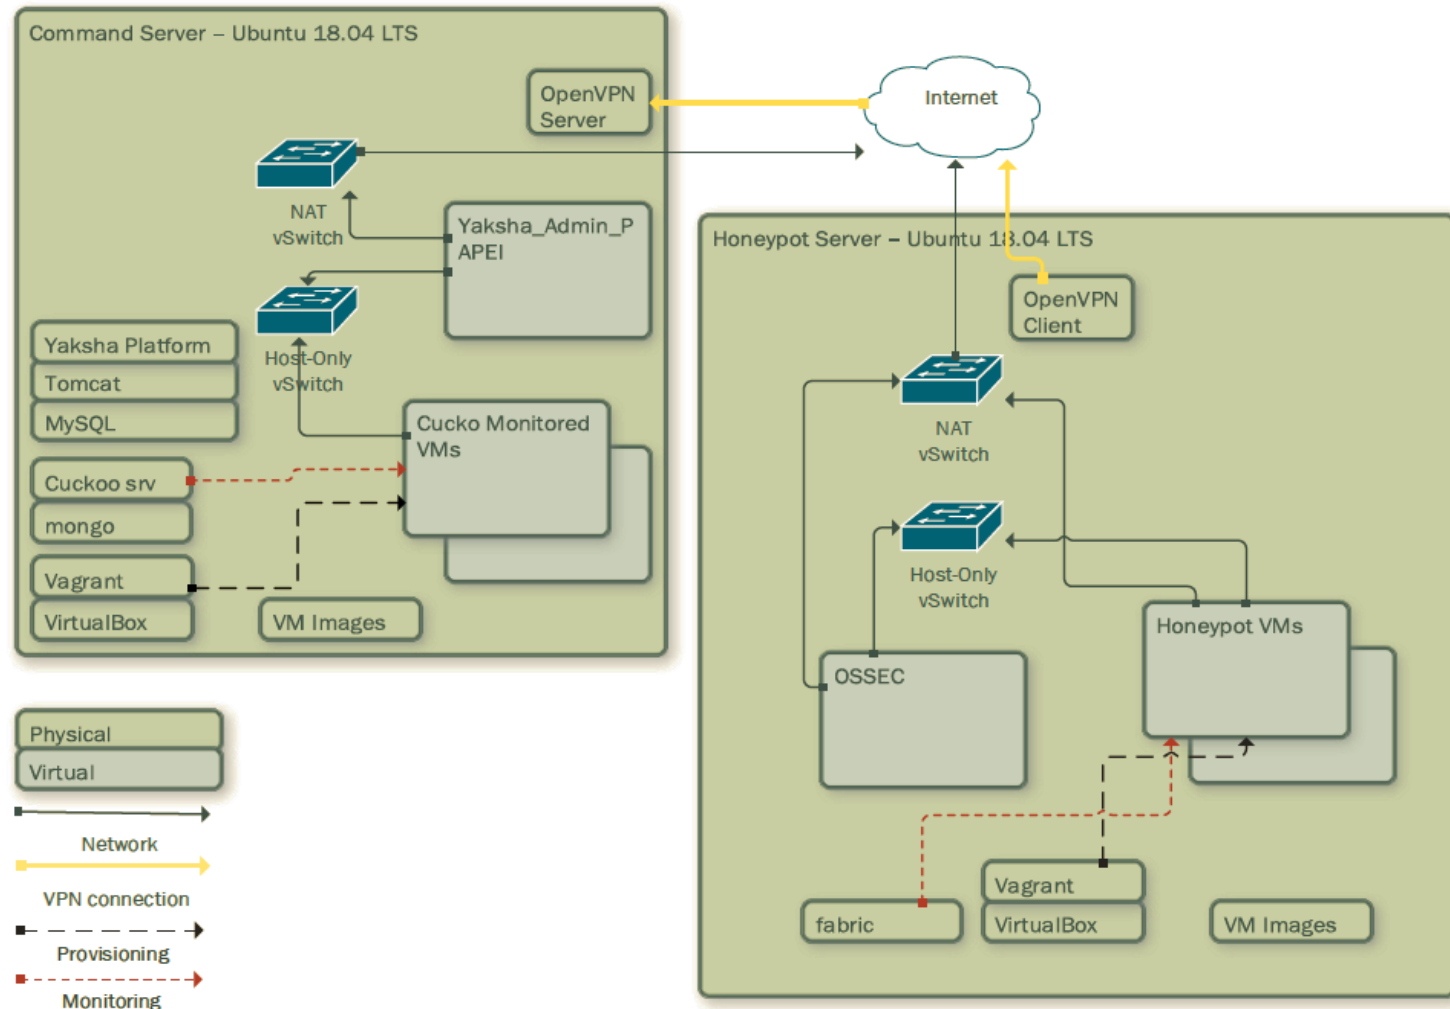 Command Server – Ubuntu 18.04 LTS
OpenVPN
Server
Internet
NAT
vSwitch
Yaksha_Admin_P
APEI
Host-Only
vSwitch
Yaksha Platform
Tomcat
MySQL
Cucko Monitored
VMs
Cuckoo srv
mongo
Vagrant
VirtualBox
VM Images
Honeypot Server – Ubuntu 18.04 LTS
OpenVPN
Client
NAT
vSwitch
Host-Only
vSwitch
Honeypot VMs
OSSEC
Vagrant
VirtualBox
fabric
VM Images
Physical
Virtual
Network
VPN connection
Provisioning
Monitoring